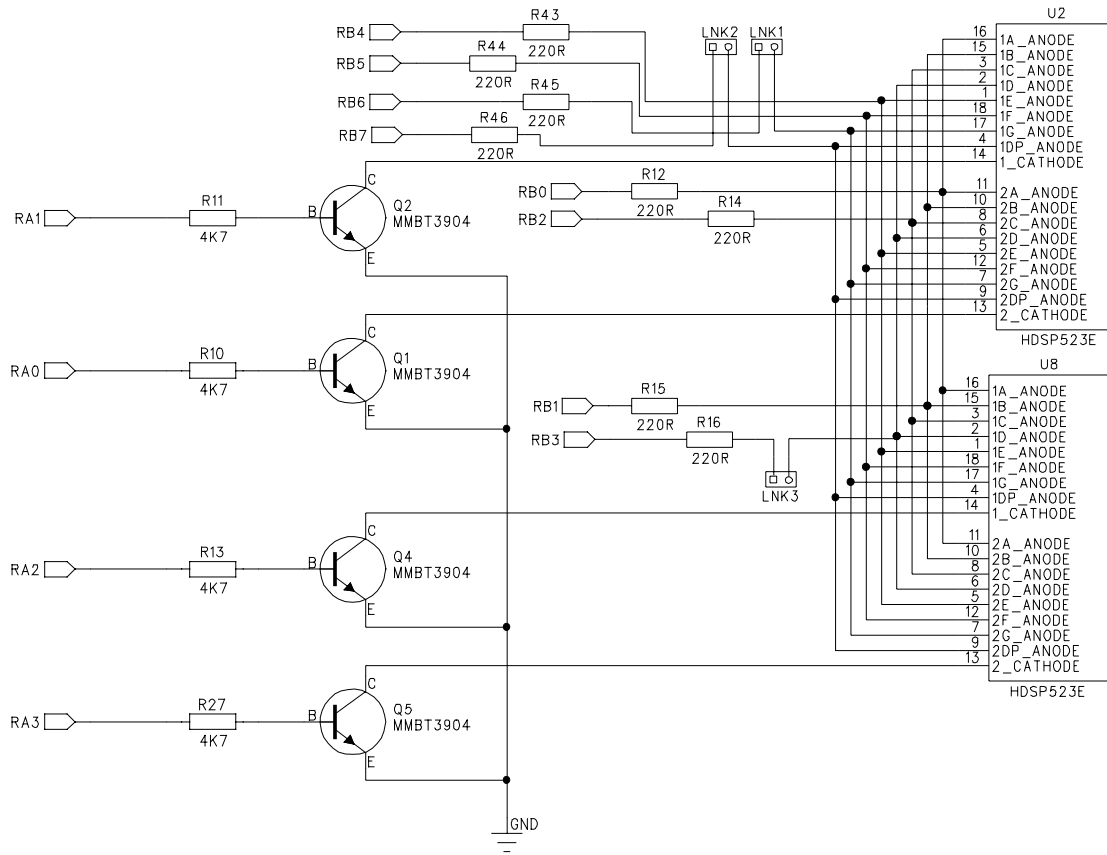 RB4 R43 220R
RB5 R44 220R
RB6 R45 220R
RB7 R46 220R
LNK2 LNK1
U2
16 1A_ANODE
15 1B_ANODE
3 1C_ANODE
2 1D_ANODE
1 1E_ANODE
18 1F_ANODE
17 1G_ANODE
4 1DP_ANODE
14 1_CATHODE
11 2A_ANODE
10 2B_ANODE
8 2C_ANODE
6 2D_ANODE
5 2E_ANODE
12 2F_ANODE
7 2G_ANODE
9 2DP_ANODE
13 2_CATHODE
HDSP523E
RB0 R12 220R
RB2 R14 220R
RA1 R11 4K7
B C E
Q2
MMBT3904
RA0 R10 4K7
B C E
Q1
MMBT3904
RB1 R15 220R
RB3 R16 220R
LNK3
U8
16 1A_ANODE
15 1B_ANODE
3 1C_ANODE
2 1D_ANODE
1 1E_ANODE
18 1F_ANODE
17 1G_ANODE
4 1DP_ANODE
14 1_CATHODE
11 2A_ANODE
10 2B_ANODE
8 2C_ANODE
6 2D_ANODE
5 2E_ANODE
12 2F_ANODE
7 2G_ANODE
9 2DP_ANODE
13 2_CATHODE
HDSP523E
RA2 R13 4K7
B C E
Q4
MMBT3904
RA3 R27 4K7
B C E
Q5
MMBT3904
GND